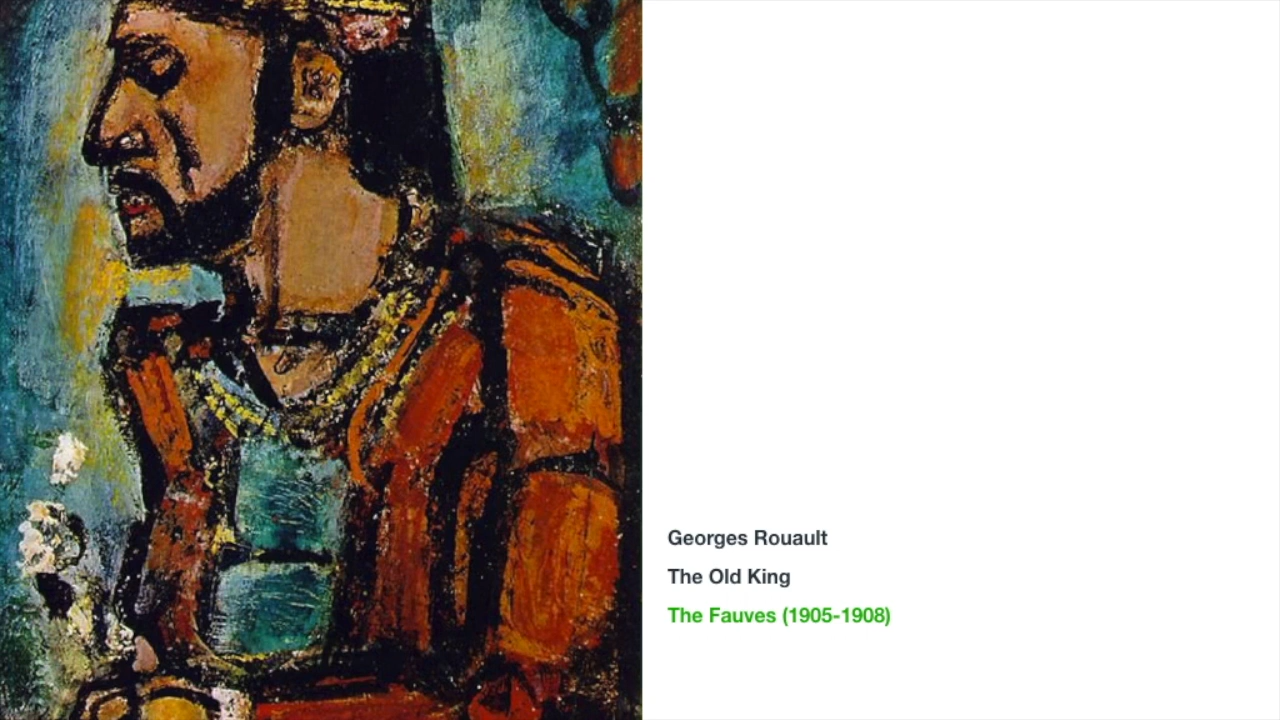 Georges Rouault
The Old King
The Fauves (1905-1908)